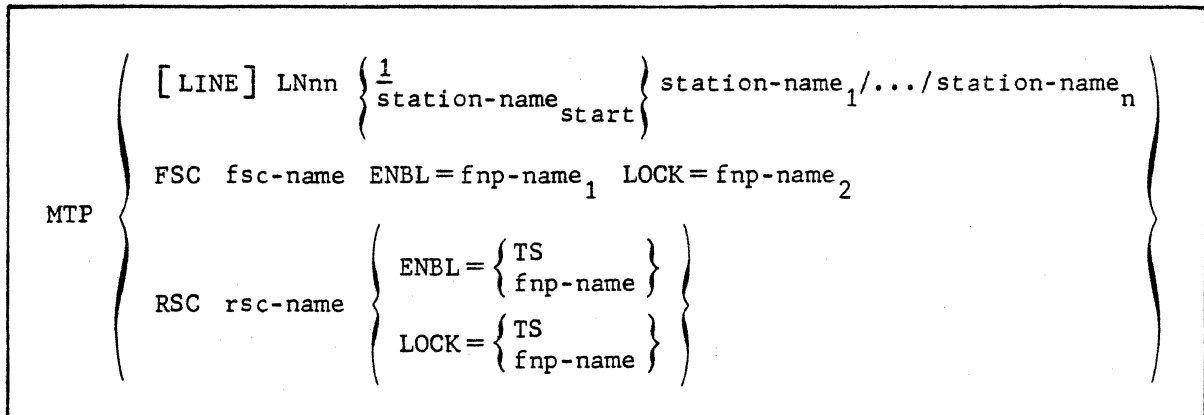 [LINE] LNnn {1
station-name start} station-name 1/.../station-name n
FSC fsc-name ENBL=fnp-name 1 LOCK=fnp-name 2
MTP
RSC rsc-name
ENBL={TS
fnp-name}
LOCK={TS
fnp-name}